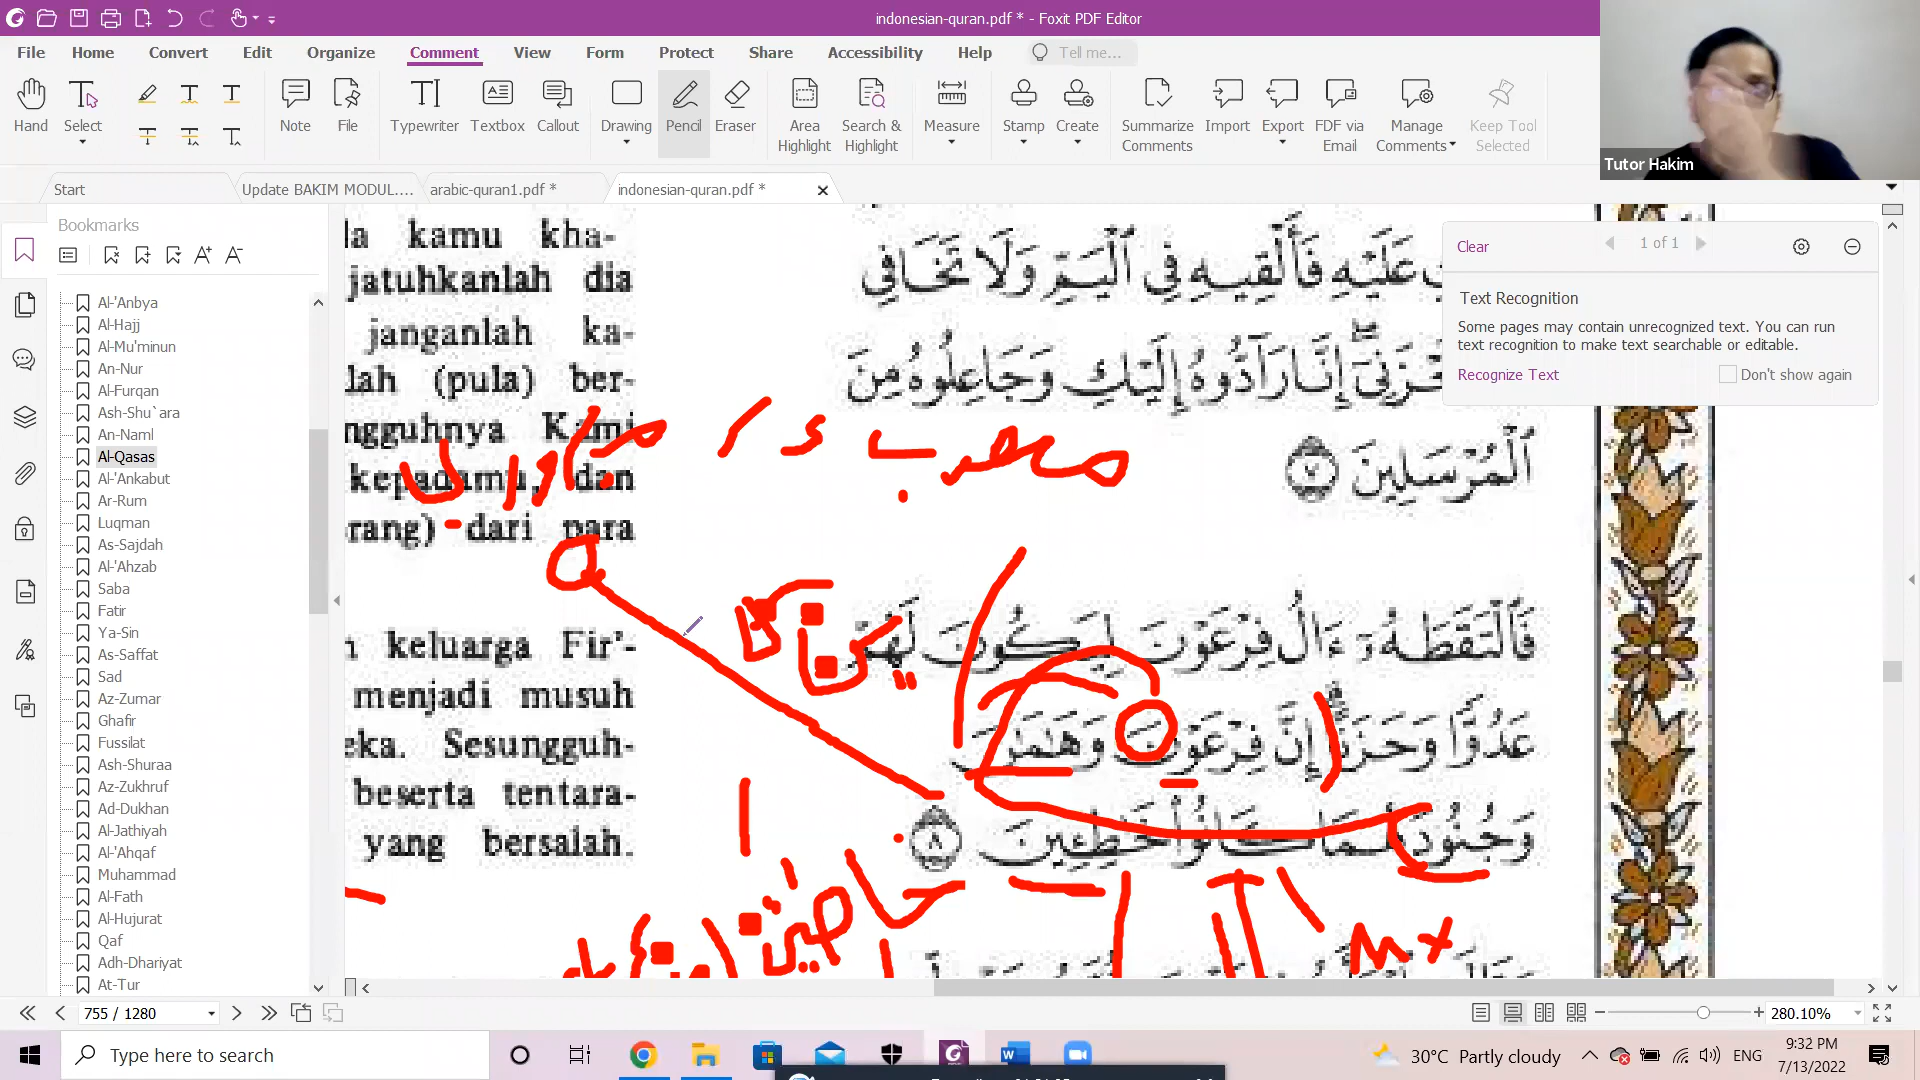 indonesian-quran.pdf * - Foxit PDF Editor
File Home Convert Edit Organize Comment View Form Protect Share Accessibility Help Tell me...
Hand Select Note File Typewriter Textbox Callout Drawing Pencil Eraser Area Highlight Search & Highlight Measure Stamp Create Summarize Comments Import Export FDF via Email Manage Comments Keep Tool Selected
Tutor Hakim
Start Update BAKIM MODUL.... arabic-quran1.pdf * indonesian-quran.pdf *
Bookmarks
Al-'Anbya
Al-Hajj
Al-Mu'minun
An-Nur
Al-Furqan
Ash-Shu`ara
An-Naml
Al-Qasas
Al-'Ankabut
Ar-Rum
Luqman
As-Sajdah
Al-'Ahzab
Saba
Fatir
Ya-Sin
As-Saffat
Sad
Az-Zumar
Ghafir
Fussilat
Ash-Shuraa
Az-Zukhruf
Ad-Dukhan
Al-Jathiyah
Al-'Ahqaf
Muhammad
Al-Fath
Al-Hujurat
Qaf
Adh-Dhariyat
At-Tur
la kamu kha-
jatuhkanlah dia
janganlah ka-
lah (pula) ber-
ngguhnya Kami
kepadamu, dan
rang) dari para
keluarga Fir'-
menjadi musuh
eka. Sesungguh-
beserta tentara-
yang bersalah.
عَلَيْهِ فَأَلْقِيهِ فِى ٱلْيَمِّ وَلَا تَخَافِى
تَحْزَنِىٓ إِنَّا رَآدُّوهُ إِلَيْكِ وَجَاعِلُوهُ مِنَ
ٱلْمُرْسَلِينَ ٧
فَٱلْتَقَطَهُۥٓ ءَالُ فِرْعَوْنَ لِيَكُونَ لَهُمْ
عَدُوًّا وَحَزَنًا إِنَّ فِرْعَوْنَ وَهَٰمَٰنَ
وَجُنُودَهُمَا كَانُوا۟ خَٰطِـِٔينَ ٨
Clear 1 of 1
Text Recognition
Some pages may contain unrecognized text. You can run
text recognition to make text searchable or editable.
Recognize Text Don't show again
755 / 1280 280.10%
Type here to search
30°C Partly cloudy ENG
9:32 PM
7/13/2022